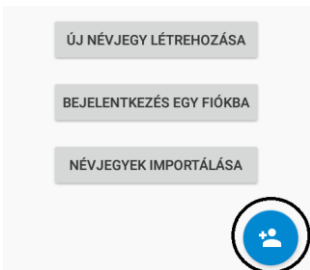 ÚJ NÉVJEGY LÉTREHOZÁSA
BEJELENTKEZÉS EGY FIÓKBA
NÉVJEGYEK IMPORTÁLÁSA